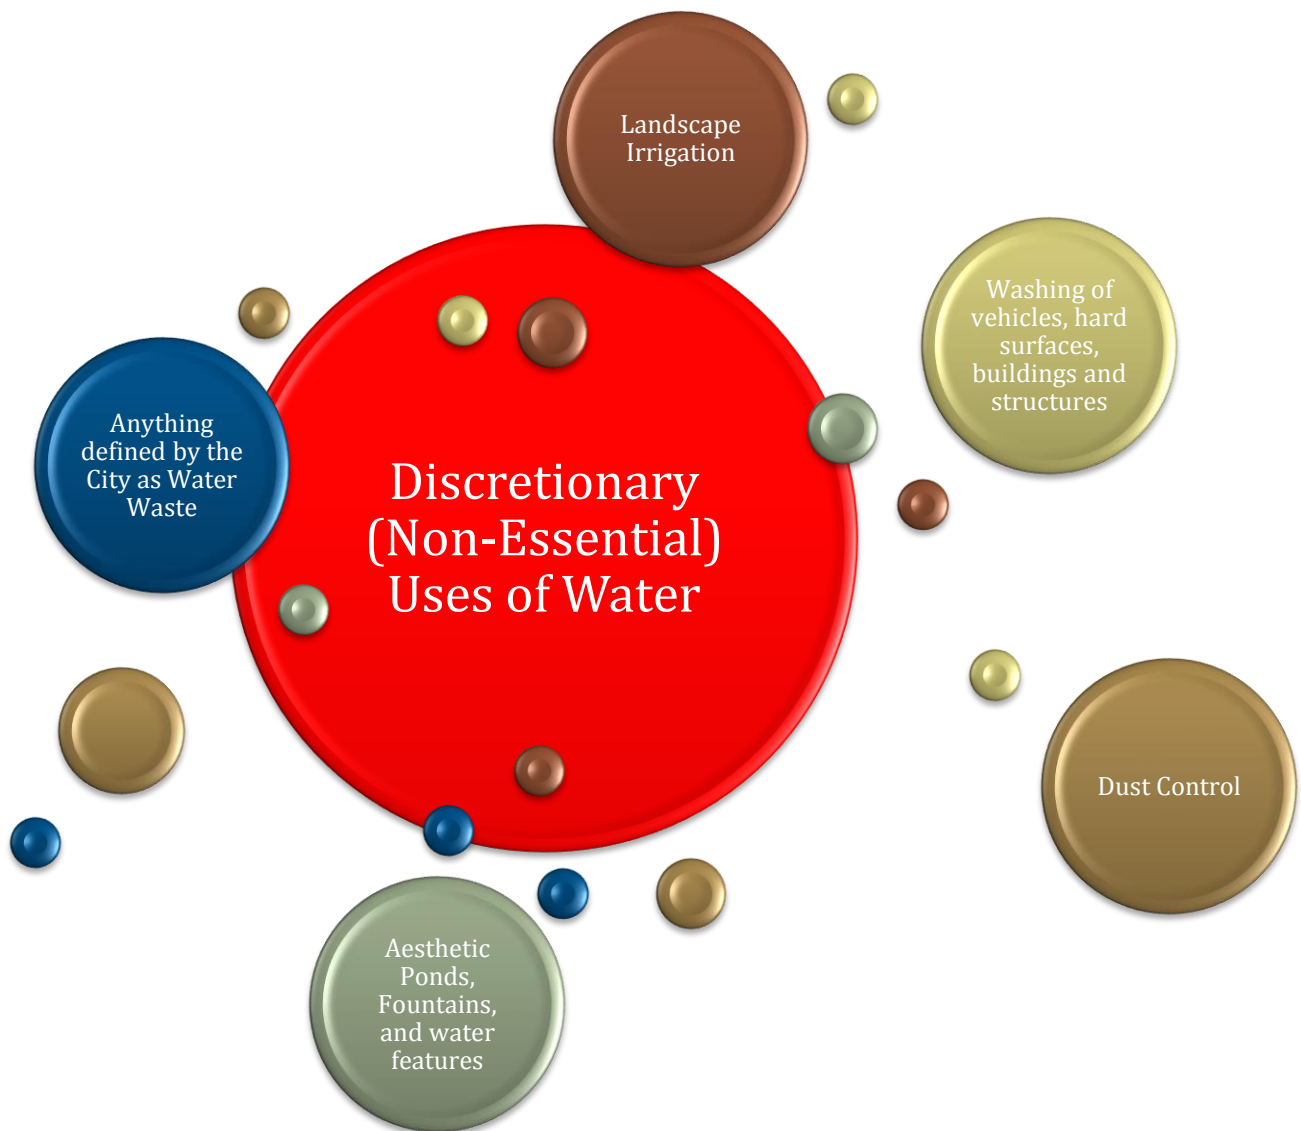 Landscape
Irrigation
Washing of
vehicles, hard
surfaces,
buildings and
structures
Anything
defined by the
City as Water
Waste
Discretionary
(Non-Essential)
Uses of Water
Dust Control
Aesthetic
Ponds,
Fountains,
and water
features